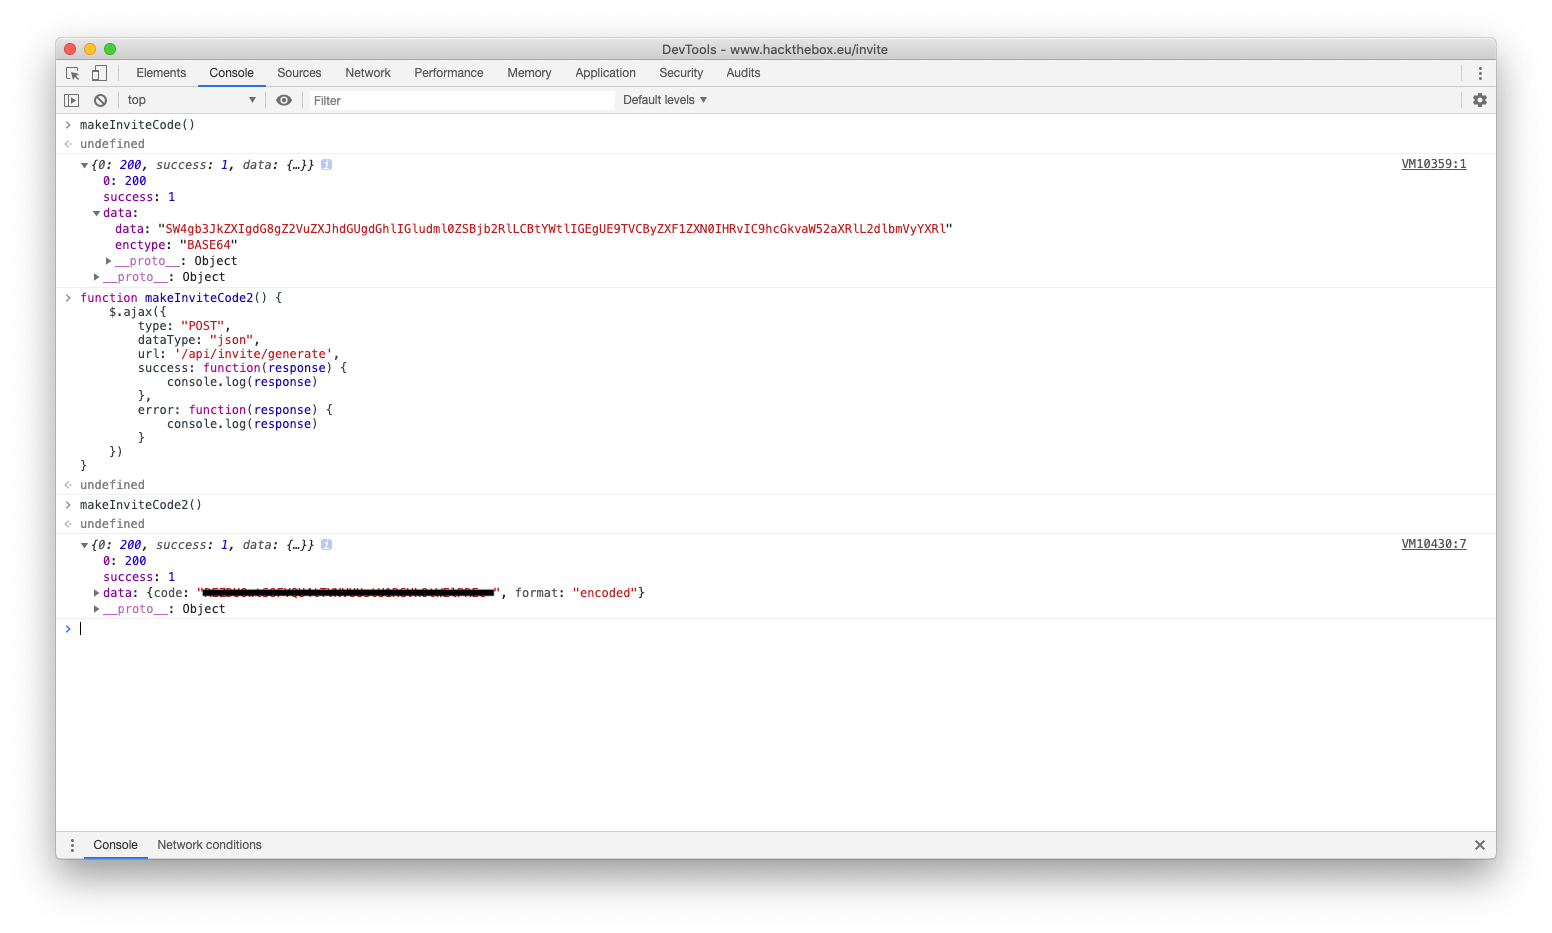 DevTools - www.hackthebox.eu/invite
Elements Console Sources Network Performance Memory Application Security Audits
top Filter Default levels
makeInviteCode()
undefined
{0: 200, success: 1, data: {…}} i VM10359:1
0: 200
success: 1
data:
data: "SW4gb3JkZXIgdG8gZ2VuZXJhdGUgdGhlIGludml0ZSBjb2RlLCBtYWtlIGEgUE9TVCByZXF1ZXN0IHRvIC9hcGkvaW52aXRlL2dlbmVyYXRl"
enctype: "BASE64"
__proto__: Object
__proto__: Object
function makeInviteCode2() {
$.ajax({
type: "POST",
dataType: "json",
url: '/api/invite/generate',
success: function(response) {
console.log(response)
},
error: function(response) {
console.log(response)
}
})
}
undefined
makeInviteCode2()
undefined
{0: 200, success: 1, data: {…}} i VM10430:7
0: 200
success: 1
data: {code: "", format: "encoded"}
__proto__: Object
Console Network conditions